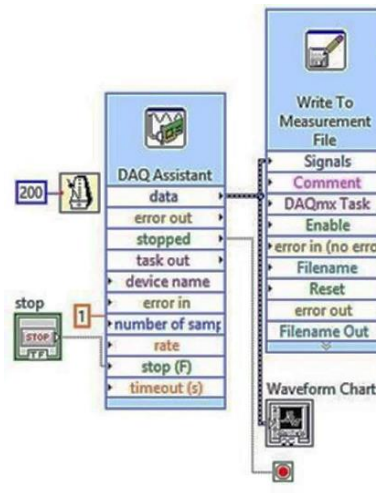 Write To
Measurement
File
Signals
Comment
DAQmx Task
Enable
error in (no erro
Filename
Reset
error out
Filename Out
DAQ Assistant
data
error out
stopped
task out
device name
error in
number of samp
rate
stop (F)
timeout (s)
200
stop
STOP
TF
1
Waveform Chart